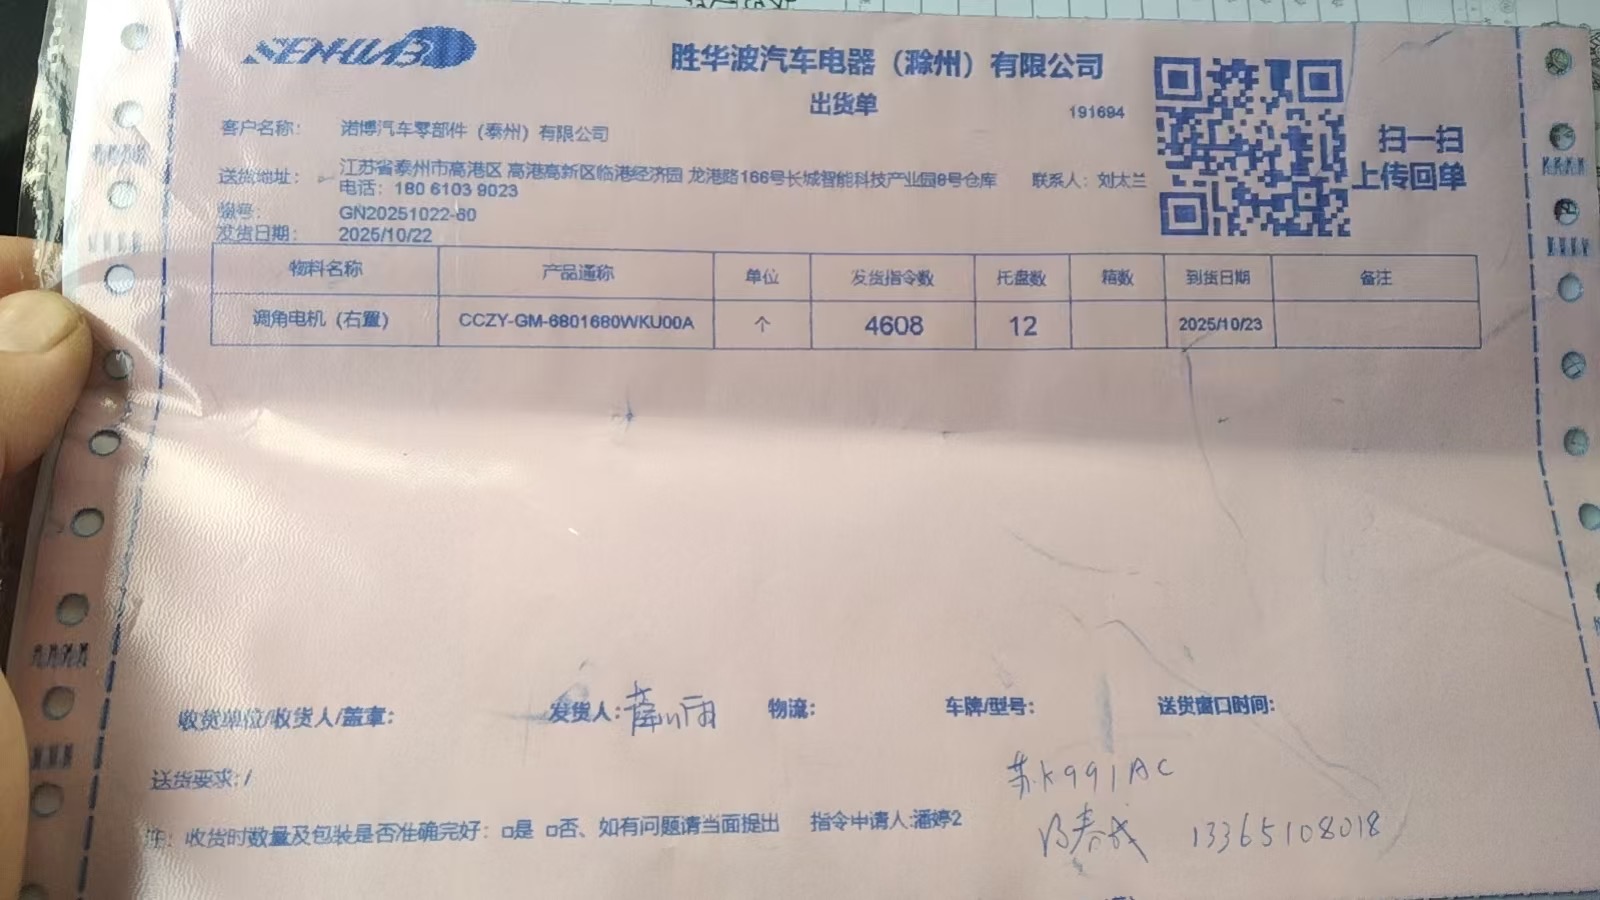 SENHUAB
胜华波汽车电器（滁州）有限公司
出货单
191694
扫一扫
上传回单
客户名称： 诺博汽车零部件（泰州）有限公司
送货地址： 江苏省泰州市高港区 高港高新区临港经济园 龙港路166号长城智能科技产业园8号仓库 联系人：刘太兰
电话：180 6103 9023
编号： GN20251022-60
发货日期： 2025/10/22
物料名称 产品通称 单位 发货指令数 托盘数 箱数 到货日期 备注
调角电机（右置） CCZY-GM-6801680WKU00A 个 4608 12 2025/10/23
收货单位/收货人/盖章： 发货人： 物流： 车牌/型号： 送货窗口时间：
送货要求：/
苏K991AC
注：收货时数量及包装是否准确完好：□是 □否、如有问题请当面提出 指令申请人:潘婷2
13365108018